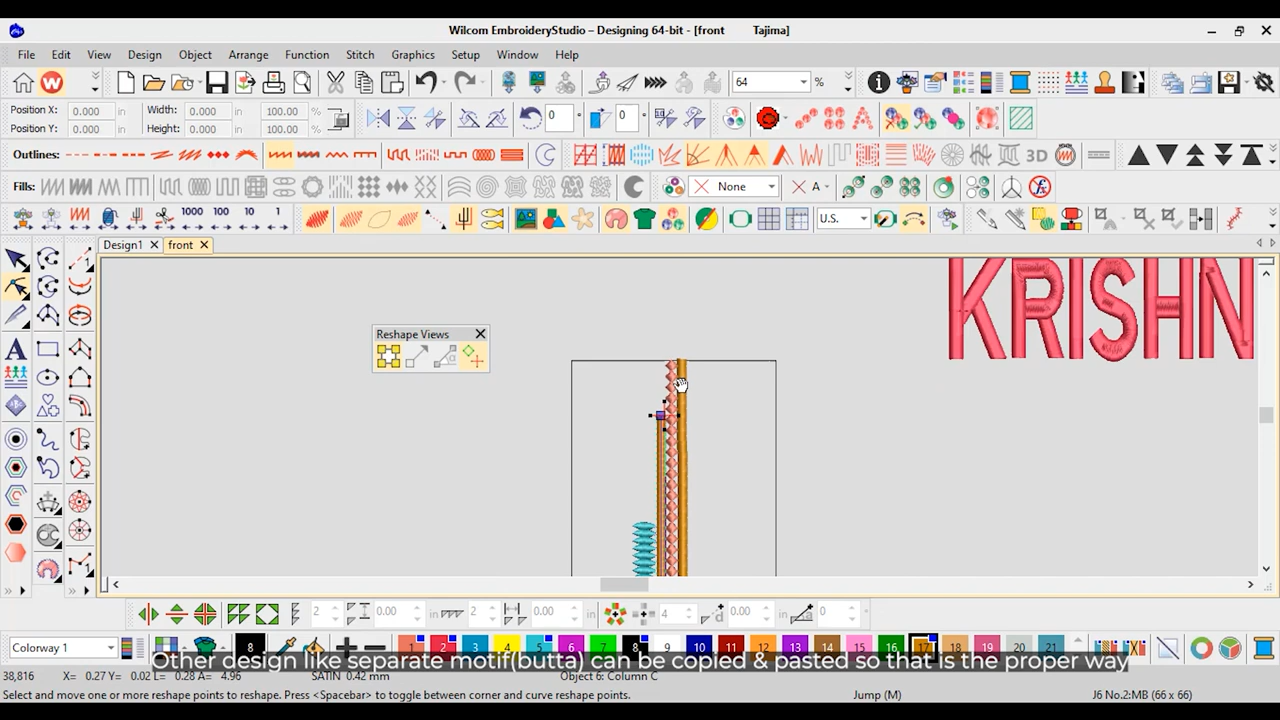 Wilcom EmbroideryStudio – Designing 64-bit - [front Tajima]
File Edit View Design Object Arrange Function Stitch Graphics Setup Window Help
64 %
Position X: 0.000 in Width: 0.000 in 100.00 % 0 0
Position Y: 0.000 in Height: 0.000 in 100.00 %
Outlines: 3D
Fills: None A
1000 100 10 1 U.S.
Design1 front
KRISHN
Reshape Views
2 0.00 in 2 0.00 in 4 0.00 in 0
Colorway 1 8 1 2 3 4 5 6 7 8 9 10 11 12 13 14 15 16 17 18 19 20 21
Other design like separate motif(butta) can be copied & pasted so that is the proper way
38,816 X= 0.27 Y= 0.02 L= 0.28 A= 4.96 SATIN 0.42 mm Object 6: Column C
Select and move one or more reshape points to reshape. Press <Spacebar> to toggle between corner and curve reshape points. Jump (M) J6 No.2:MB (66 x 66)